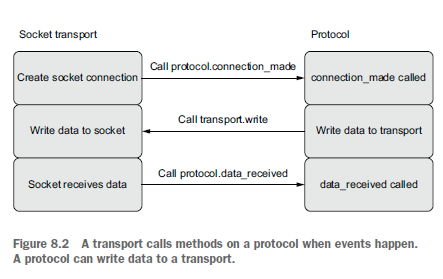 Socket transport Protocol
Call protocol.connection_made
Create socket connection connection_made called
Call transport.write
Write data to socket Write data to transport
Call protocol.data_received
Socket receives data data_received called
Figure 8.2 A transport calls methods on a protocol when events happen.
A protocol can write data to a transport.